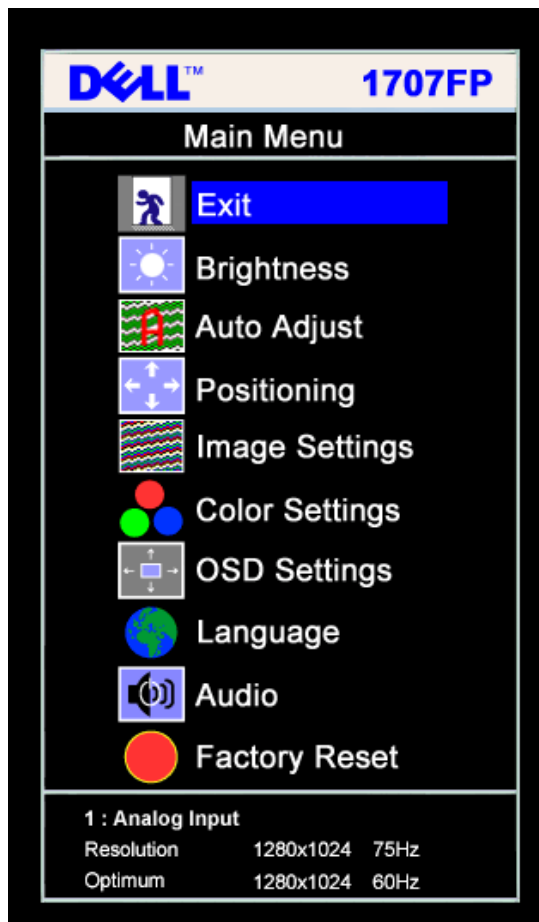 DELL™ 1707FP
Main Menu
Exit
Brightness
A
Auto Adjust
Positioning
Image Settings
Color Settings
OSD Settings
Language
Audio
Factory Reset
1 : Analog Input
Resolution 1280x1024 75Hz
Optimum 1280x1024 60Hz